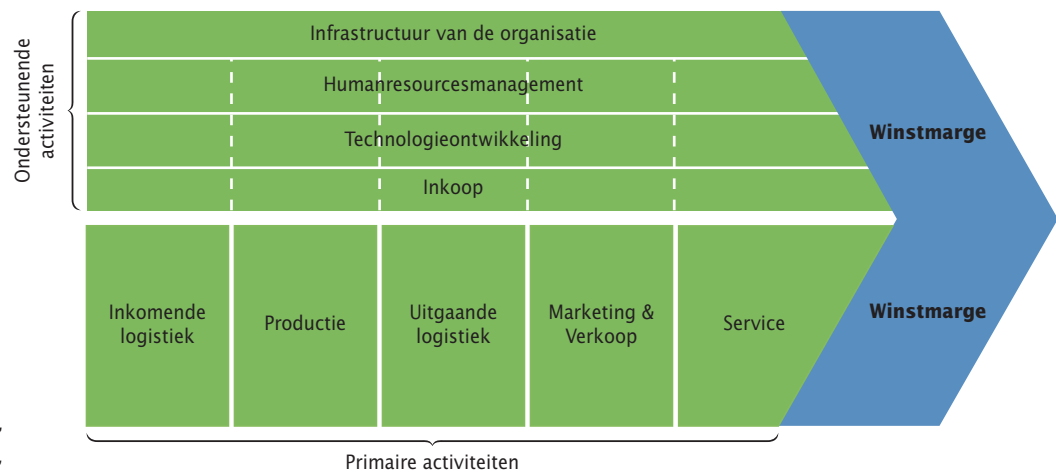 Ondersteunende
activiteiten
Infrastructuur van de organisatie
Humanresourcesmanagement
Technologieontwikkeling
Inkoop
Winstmarge
Inkomende
logistiek
Productie
Uitgaande
logistiek
Marketing &
Verkoop
Service
Winstmarge
Primaire activiteiten